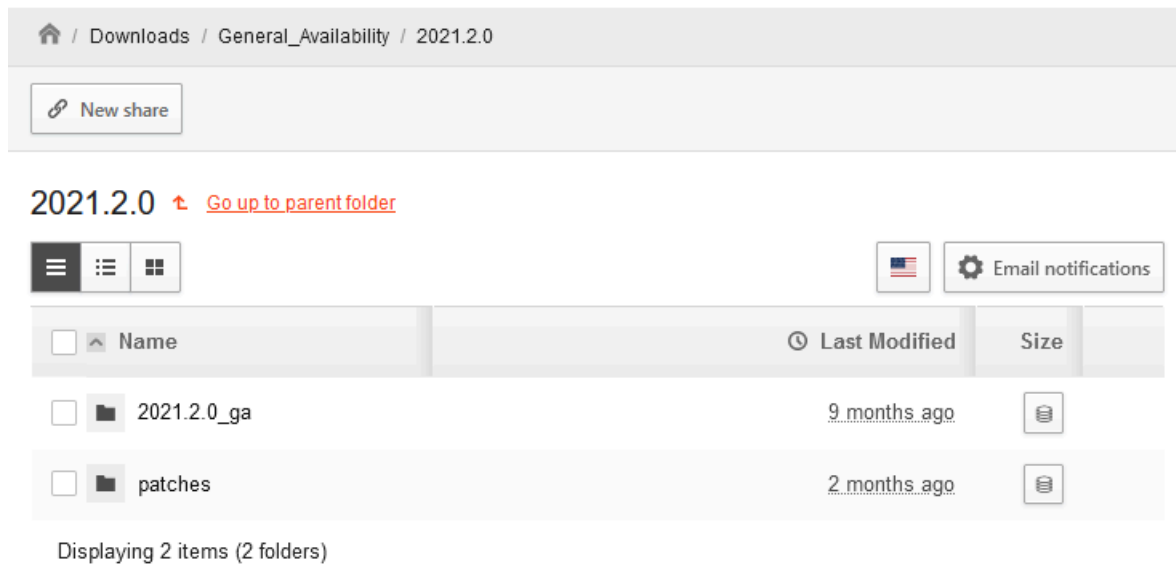 / Downloads / General_Availability / 2021.2.0
New share
2021.2.0 Go up to parent folder
Email notifications
Name Last Modified Size
2021.2.0_ga 9 months ago
patches 2 months ago
Displaying 2 items (2 folders)